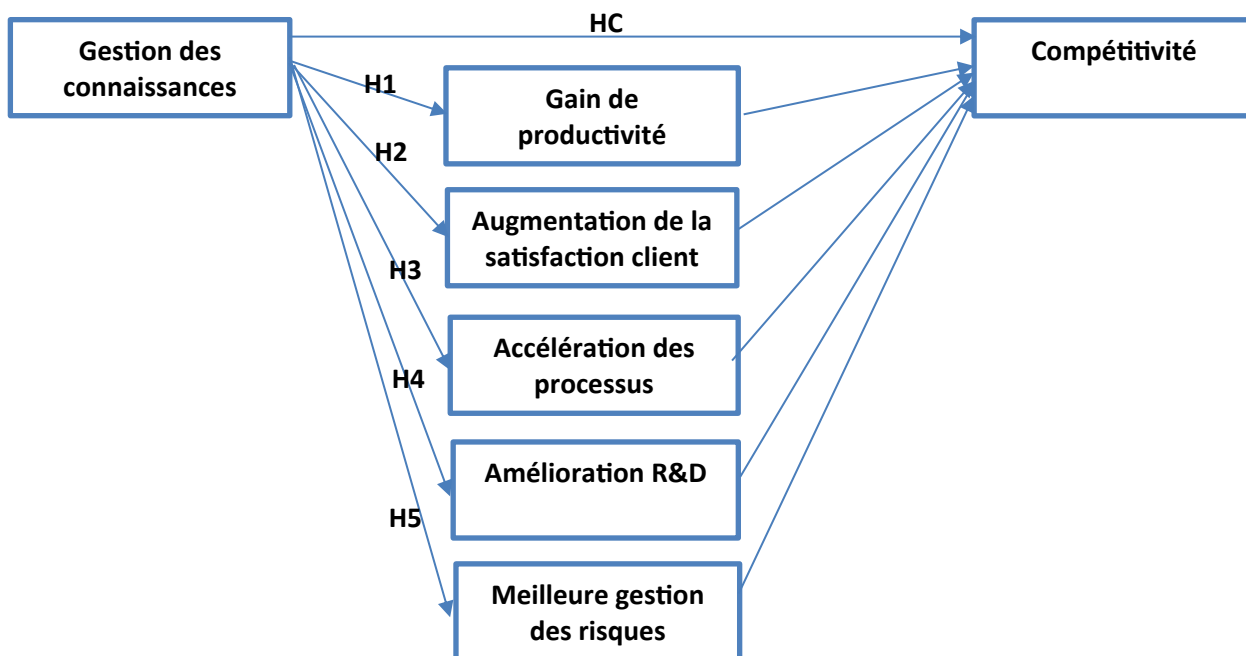 HC
Gestion des
connaissances
Compétitivité
H1
Gain de
productivité
H2
Augmentation de la
satisfaction client
H3
Accélération des
processus
H4
Amélioration R&D
H5
Meilleure gestion
des risques